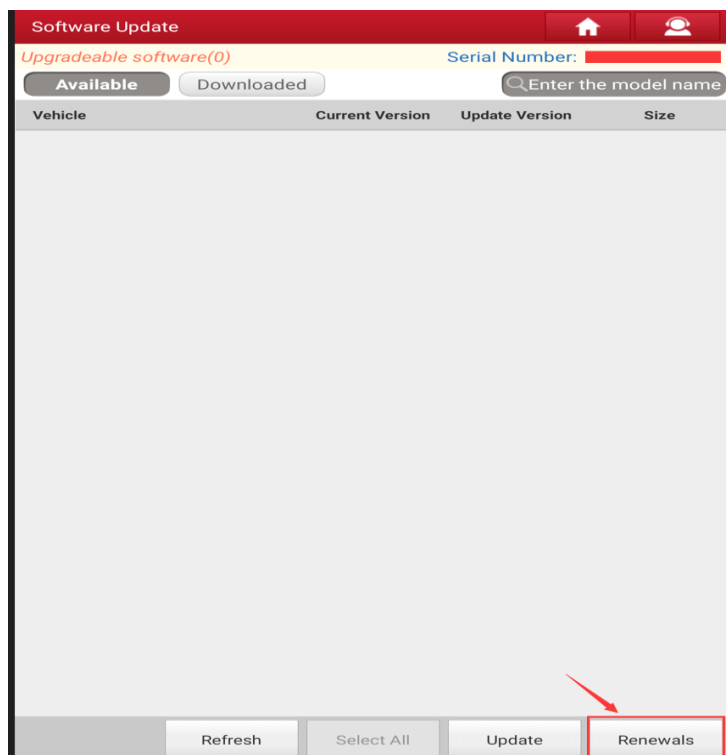 Software Update
Upgradeable software(0) Serial Number:
Available Downloaded Enter the model name
Vehicle Current Version Update Version Size
Refresh Select All Update Renewals